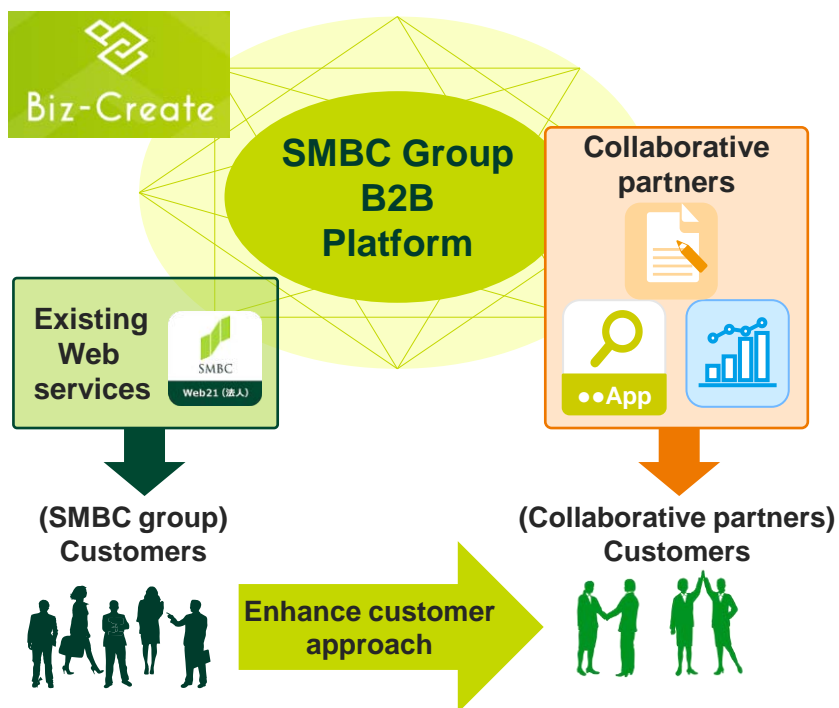 Biz-Create
SMBC Group
B2B
Platform
Collaborative
partners
Existing
Web
services
SMBC
Web21 (法人)
●●App
(SMBC group)
Customers
(Collaborative partners)
Customers
Enhance customer
approach